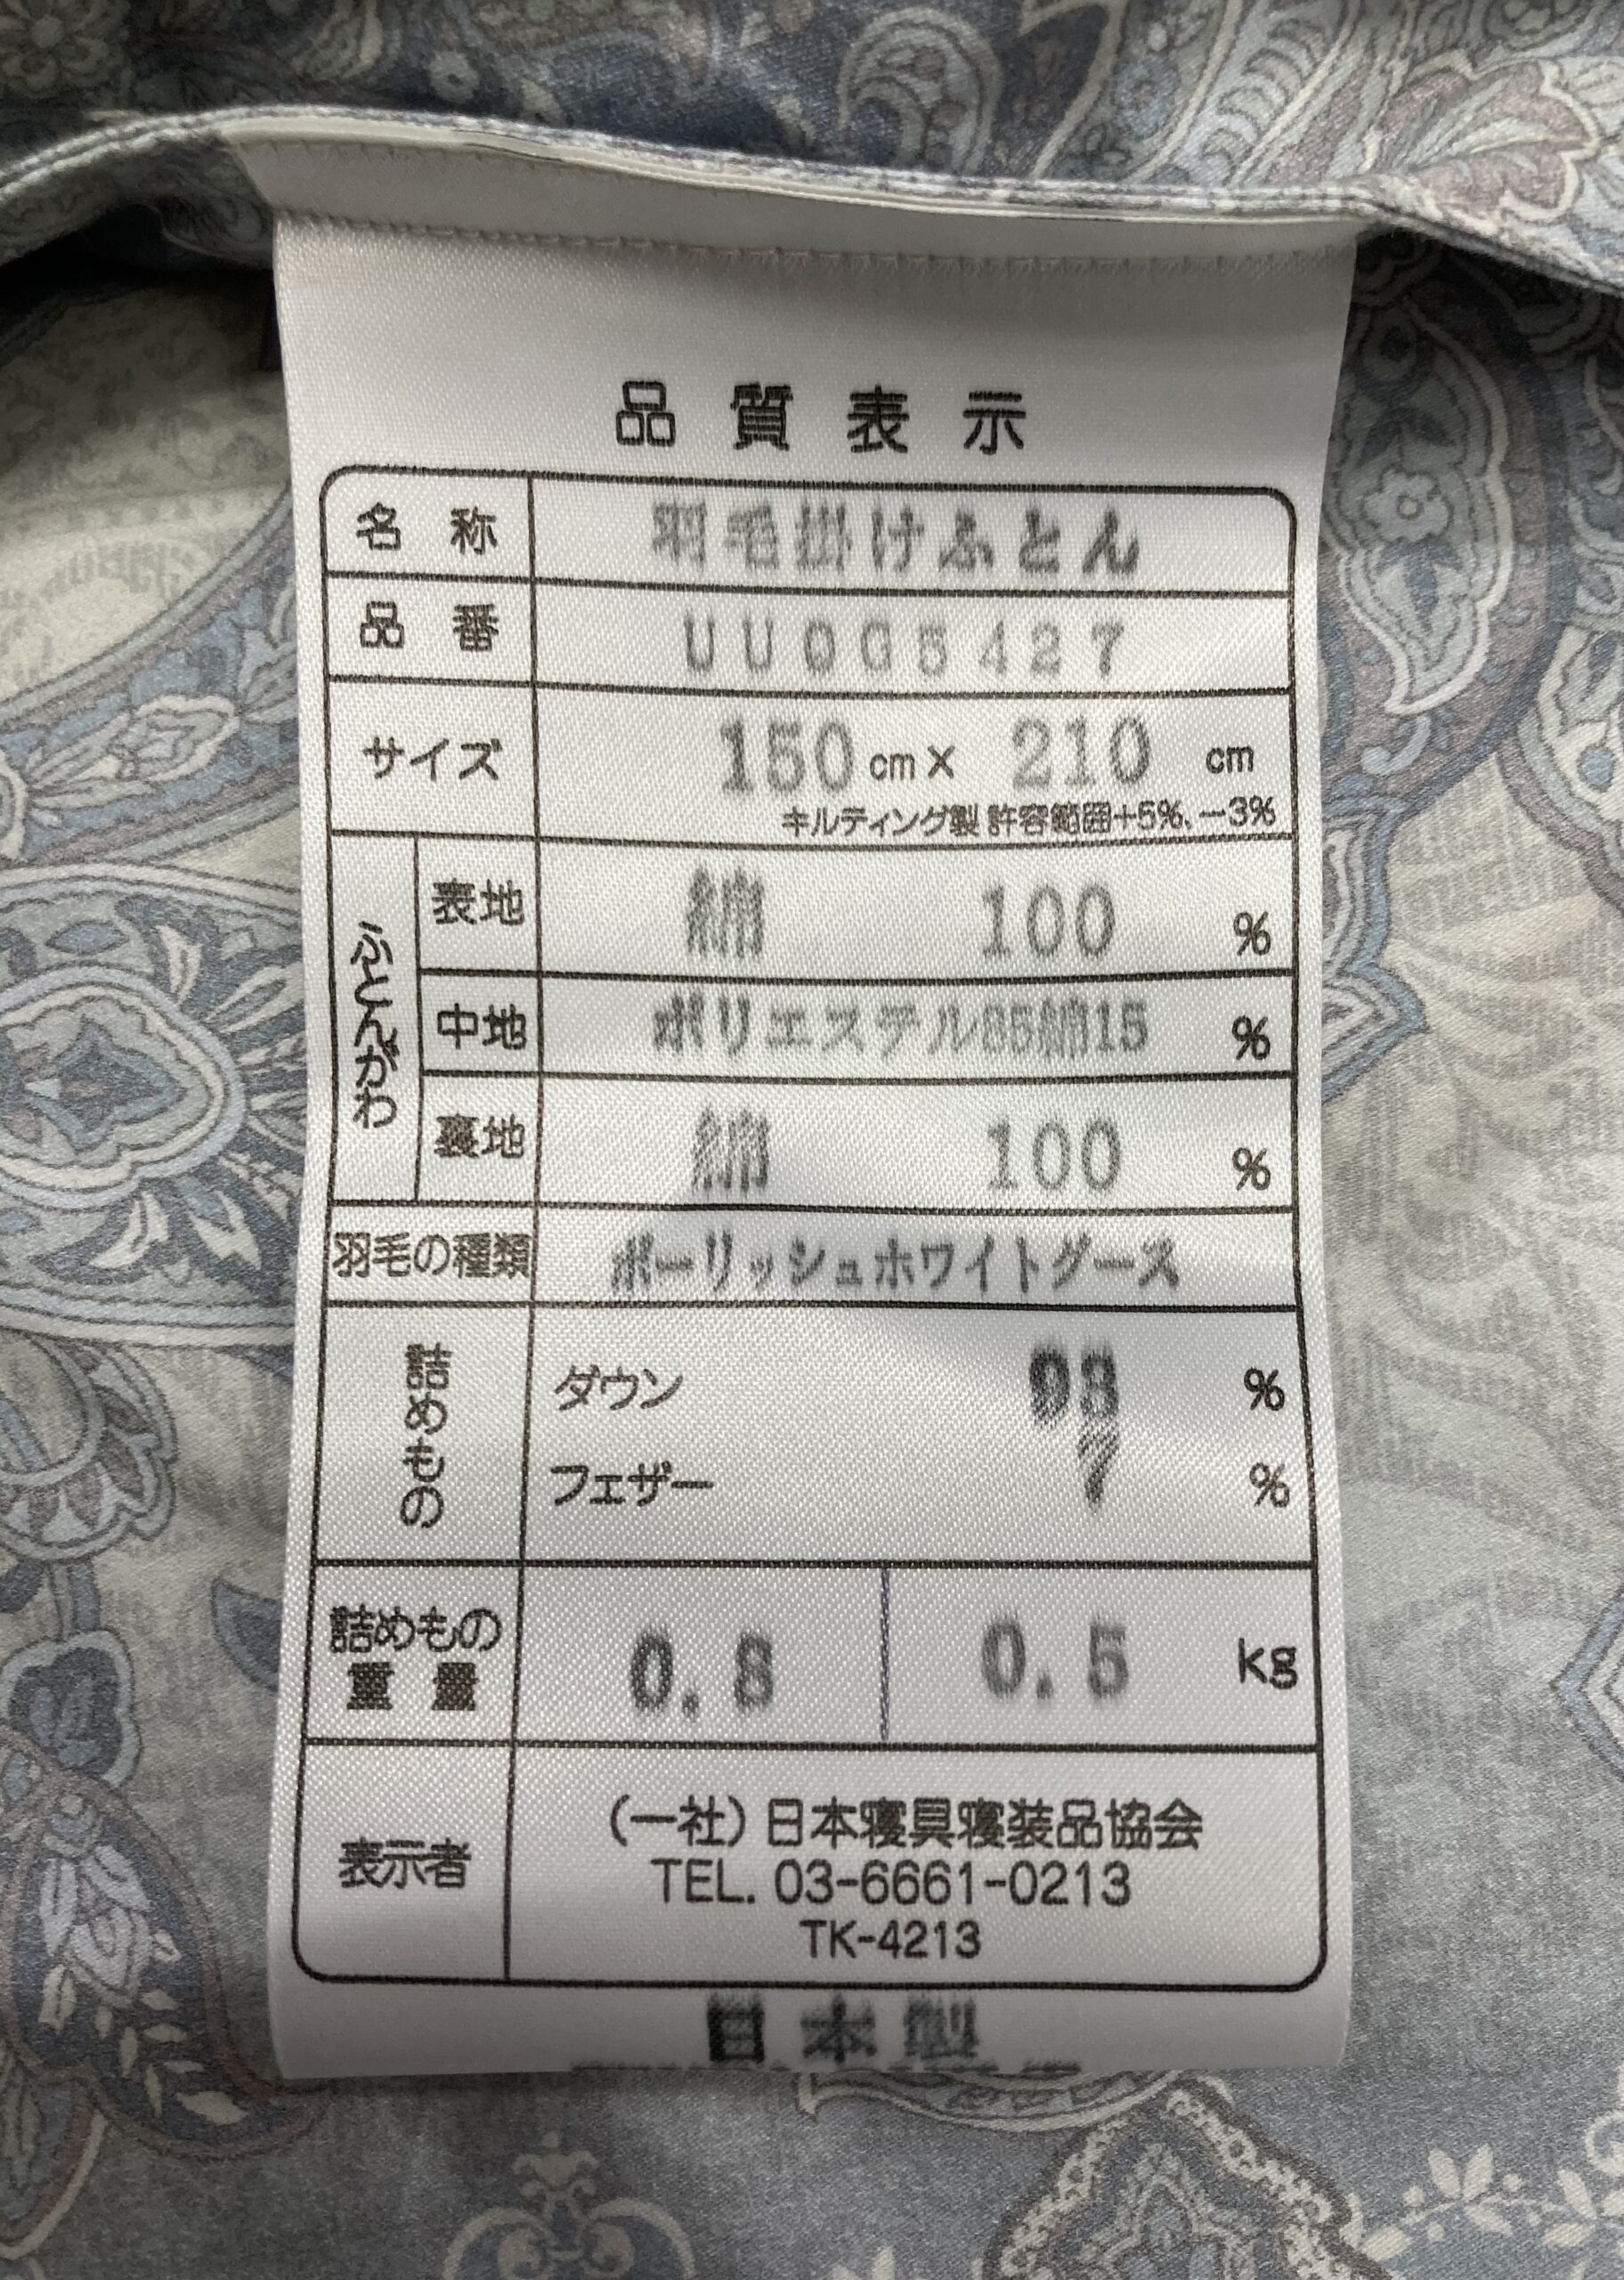 品質表示
名称 羽毛掛けふとん
品番 UU0G5427
サイズ 150cm×210cm
キルティング製 許容範囲+5%、−3%
ふとんがわ
表地 綿 100 %
中地 ポリエステル85綿15 %
裏地 綿 100 %
羽毛の種類 ポーリッシュホワイトグース
詰めもの
ダウン 93 %
フェザー 7 %
詰めもの重量 0.8 0.5 kg
表示者
(一社)日本寝具寝装品協会
TEL. 03-6661-0213
TK-4213
日本製